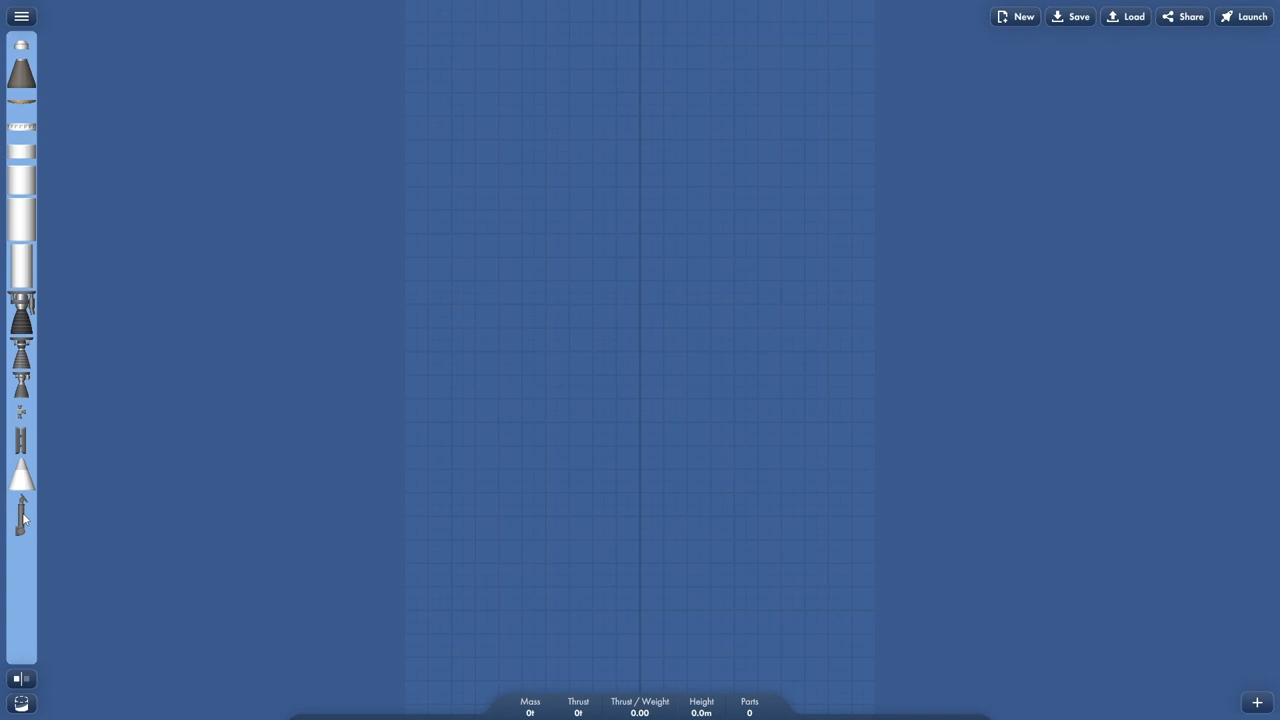 New Save Load Share Launch
Mass Thrust Thrust / Weight Height Parts
0t 0t 0.00 0.0m 0